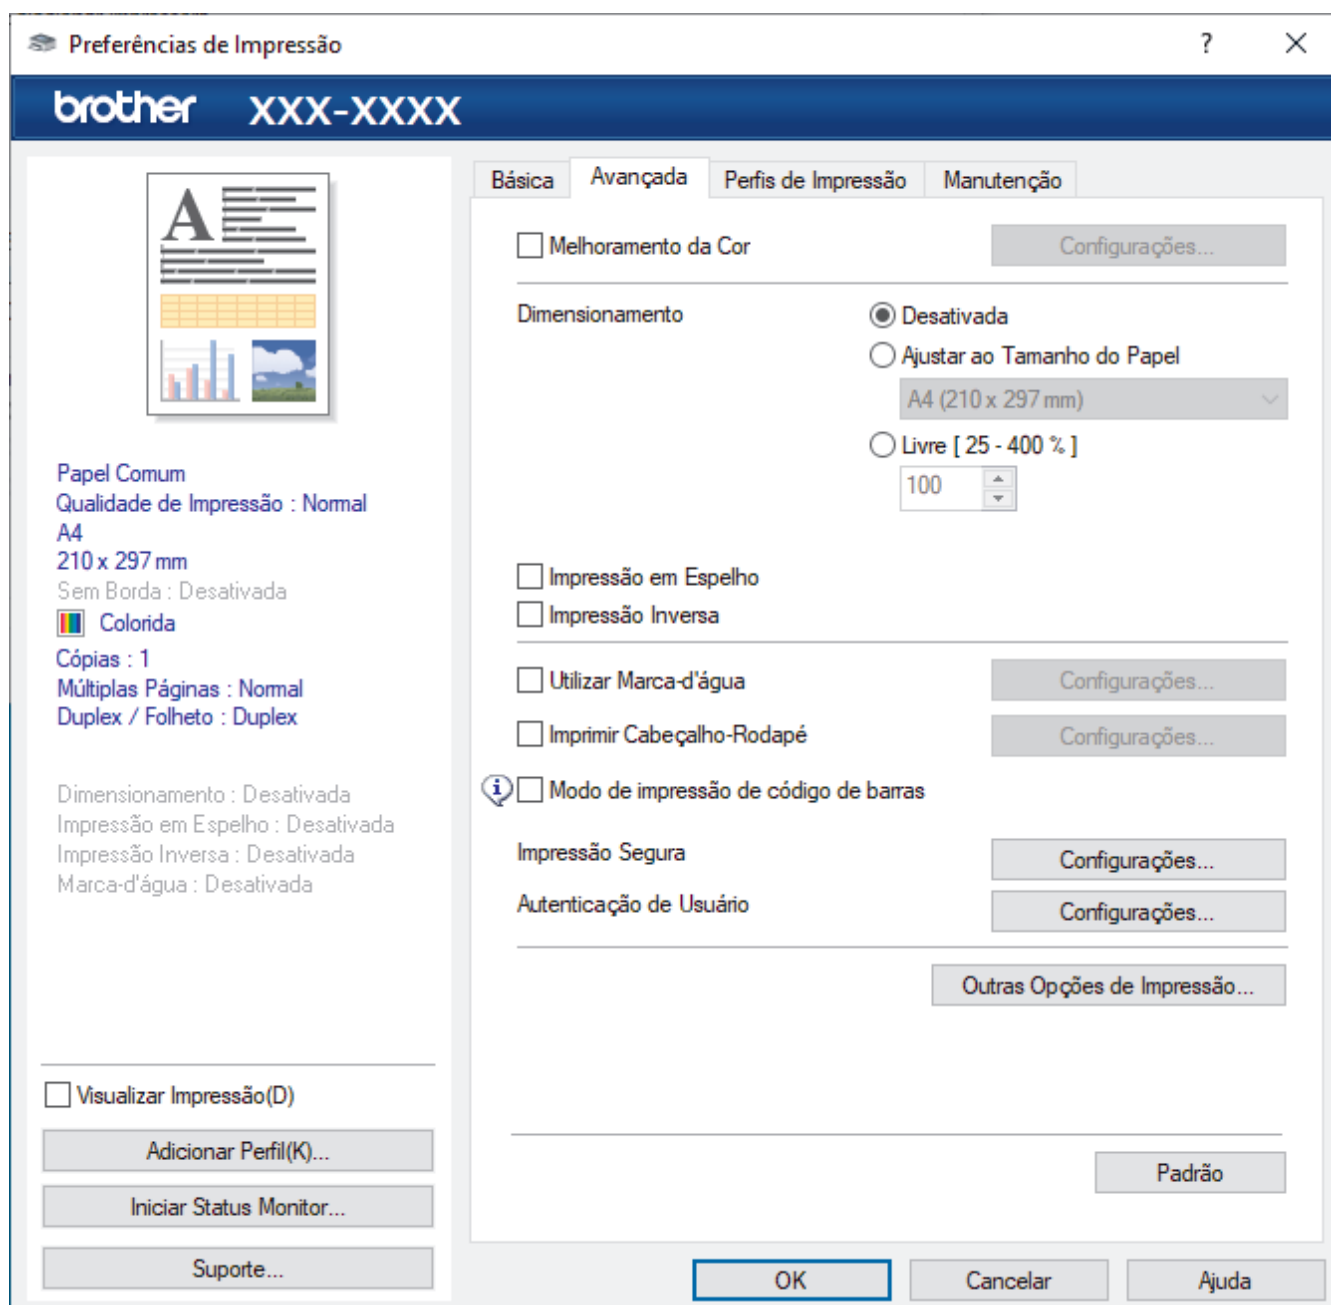 Preferências de Impressão
?
brother XXX-XXXX
A
Papel Comum
Qualidade de Impressão : Normal
A4
210 x 297 mm
Sem Borda : Desativada
Colorida
Cópias : 1
Múltiplas Páginas : Normal
Duplex / Folheto : Duplex
Dimensionamento : Desativada
Impressão em Espelho : Desativada
Impressão Inversa : Desativada
Marca-d'água : Desativada
Visualizar Impressão(D)
Adicionar Perfil(K)...
Iniciar Status Monitor...
Suporte...
Básica Avançada Perfis de Impressão Manutenção
Melhoramento da Cor Configurações...
Dimensionamento Desativada
Ajustar ao Tamanho do Papel
A4 (210 x 297 mm)
Livre [ 25 - 400 % ]
100
Impressão em Espelho
Impressão Inversa
Utilizar Marca-d'água Configurações...
Imprimir Cabeçalho-Rodapé Configurações...
Modo de impressão de código de barras
Impressão Segura Configurações...
Autenticação de Usuário Configurações...
Outras Opções de Impressão...
Padrão
OK Cancelar Ajuda